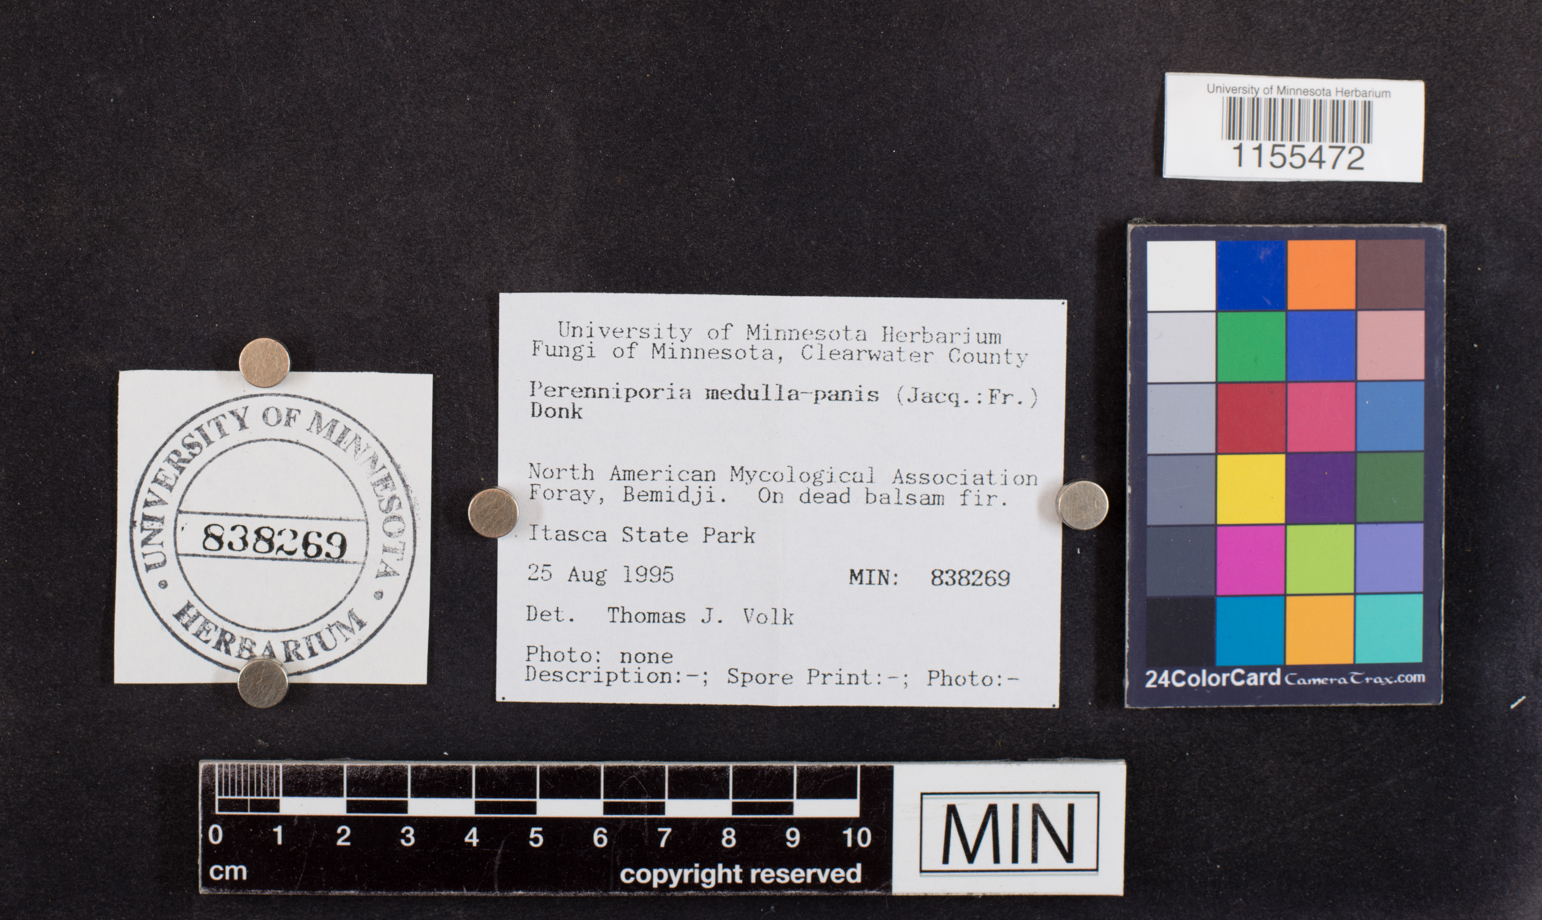 University of Minnesota Herbarium
1155472
University of Minnesota Herbarium
Fungi of Minnesota, Clearwater County
Perenniporia medulla-panis (Jacq.:Fr.)
Donk
North American Mycological Association
Foray, Bemidji. On dead balsam fir.
Itasca State Park
25 Aug 1995 MIN: 838269
Det. Thomas J. Volk
Photo: none
Description:-; Spore Print:-; Photo:-
UNIVERSITY OF MINNESOTA
838269
HERBARIUM
24ColorCard CameraTrax.com
0 1 2 3 4 5 6 7 8 9 10
cm copyright reserved
MIN